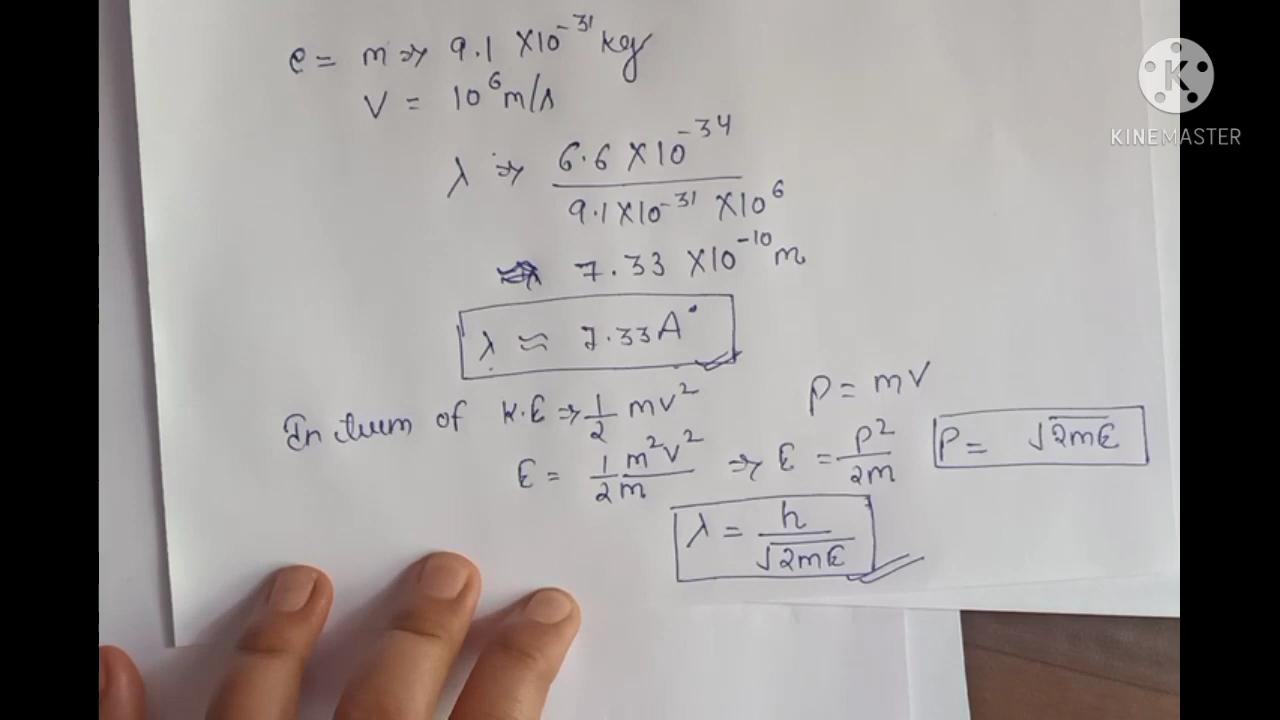 e = m => 9.1 × 10⁻³¹ kg
V = 10⁶ m/s
λ => 6.6 × 10⁻³⁴ / 9.1 × 10⁻³¹ × 10⁶
7.33 × 10⁻¹⁰ m
λ ≈ 7.33 A°
In tuum of K.E => 1/2 mv²
P = mV
E = 1/2 m²v²/m => E = P²/2m
P = √2mE
λ = h/√2mE
K
KINEMASTER